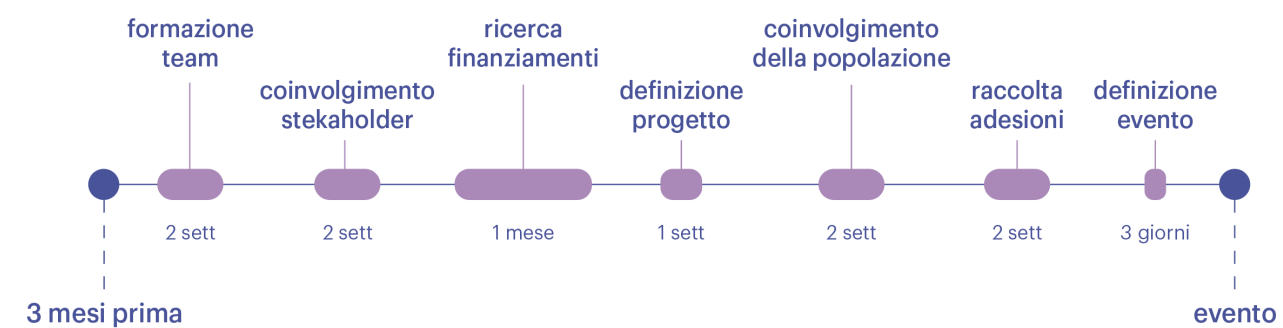 formazione
team
coinvolgimento
stekaholder
ricerca
finanziamenti
definizione
progetto
coinvolgimento
della popolazione
raccolta
adesioni
definizione
evento
2 sett
2 sett
1 mese
1 sett
2 sett
2 sett
3 giorni
3 mesi prima
evento